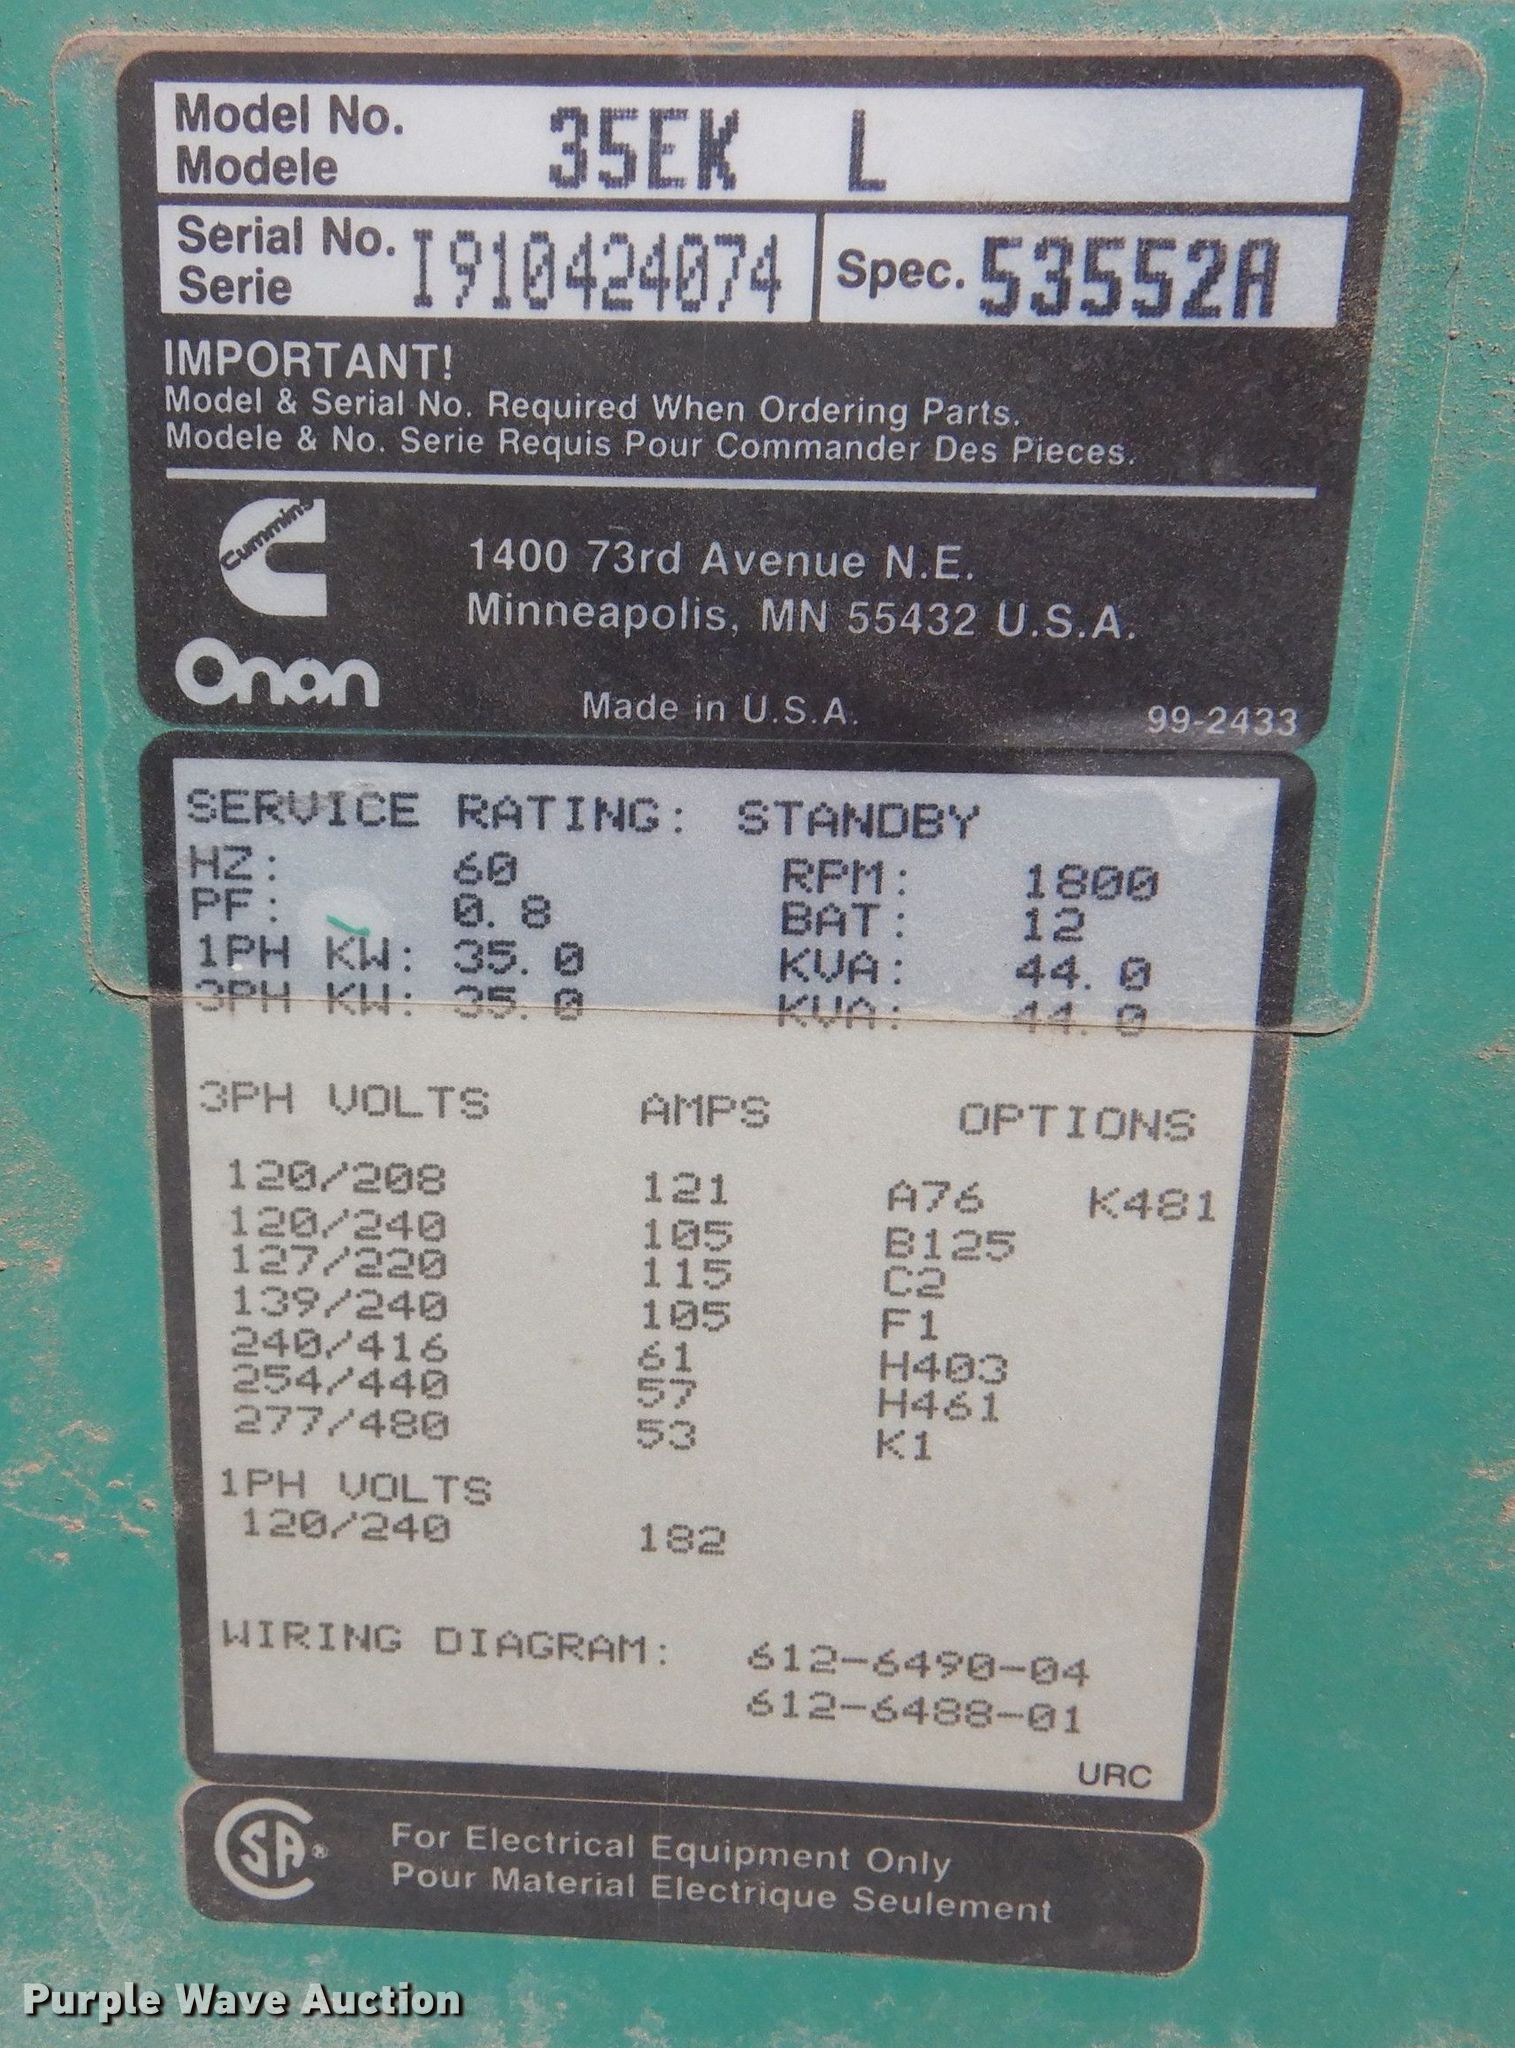 Model No. 35EK L
Modele
Serial No. I910424074
Serie
Spec. 53552A
IMPORTANT!
Model & Serial No. Required When Ordering Parts.
Modele & No. Serie Requis Pour Commander Des Pieces.
Cummins
Onan
1400 73rd Avenue N.E.
Minneapolis, MN 55432 U.S.A.
Made in U.S.A. 99-2433
SERVICE RATING: STANDBY
HZ: 60 RPM: 1800
PF: 0.8 BAT: 12
1PH KW: 35.0 KVA: 44.0
3PH KW: 35.0 KVA: 44.0
3PH VOLTS AMPS OPTIONS
120/208 121 A76 K481
120/240 105 B125
127/220 115 C2
139/240 105 F1
240/416 61 H403
254/440 57 H461
277/480 53 K1
1PH VOLTS
120/240 182
WIRING DIAGRAM: 612-6490-04
612-6488-01
URC
CSA®
For Electrical Equipment Only
Pour Material Electrique Seulement
Purple Wave Auction